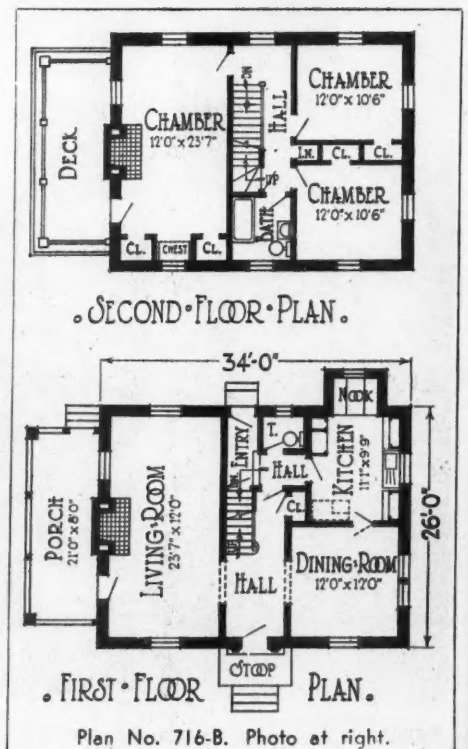 DECK
CHAMBER
12'0" x 23'7"
DN
HALL
UP
BATH
CHAMBER
12'0" x 10'6"
LN.
CL.
CL.
CHAMBER
12'0" x 10'6"
CL.
CHEST
CL.
SECOND·FLOOR·PLAN.
34'-0"
NOOK
PORCH
21'0" x 8'0"
LIVING·ROOM
23'7" x 12'0"
ENTRY
T.
DN.
HALL
KITCHEN
11'1" x 9'9"
26'-0"
UP
CL.
HALL
DINING·ROOM
12'0" x 12'0"
STOOP
FIRST·FLOOR PLAN.
Plan No. 716-B. Photo at right.